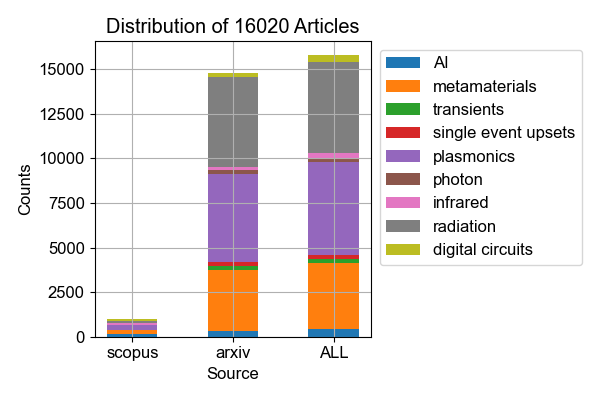 Distribution of 16020 Articles
15000
12500
10000
7500
5000
2500
0
Counts
scopus
arxiv
ALL
Source
AI
metamaterials
transients
single event upsets
plasmonics
photon
infrared
radiation
digital circuits